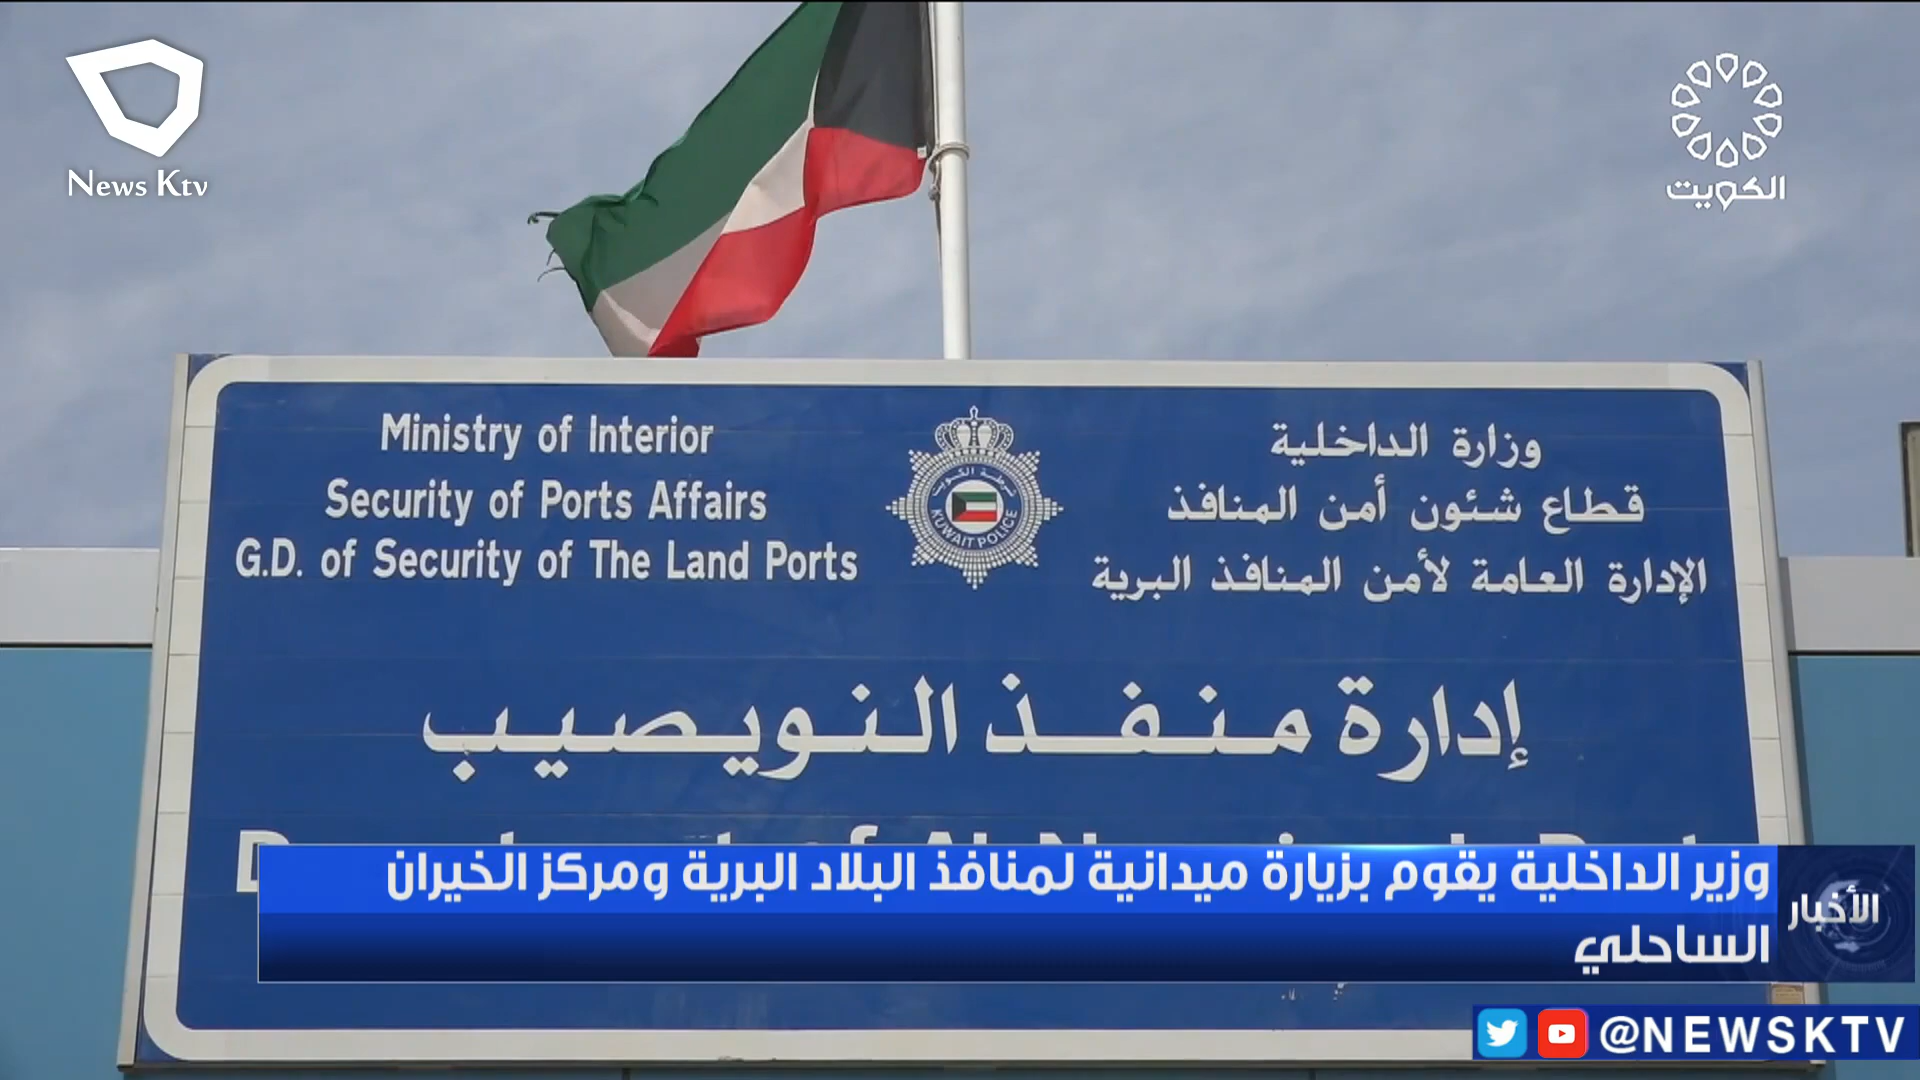 News Ktv
الكويت
Ministry of Interior
Security of Ports Affairs
G.D. of Security of The Land Ports
وزارة الداخلية
قطاع شئون أمن المنافذ
الإدارة العامة لأمن المنافذ البرية
شرطة الكويت
KUWAIT POLICE
إدارة منفذ النويصيب
وزير الداخلية يقوم بزيارة ميدانية لمنافذ البلاد البرية ومركز الخيران
الساحلي
الأخبار
@NEWSKTV